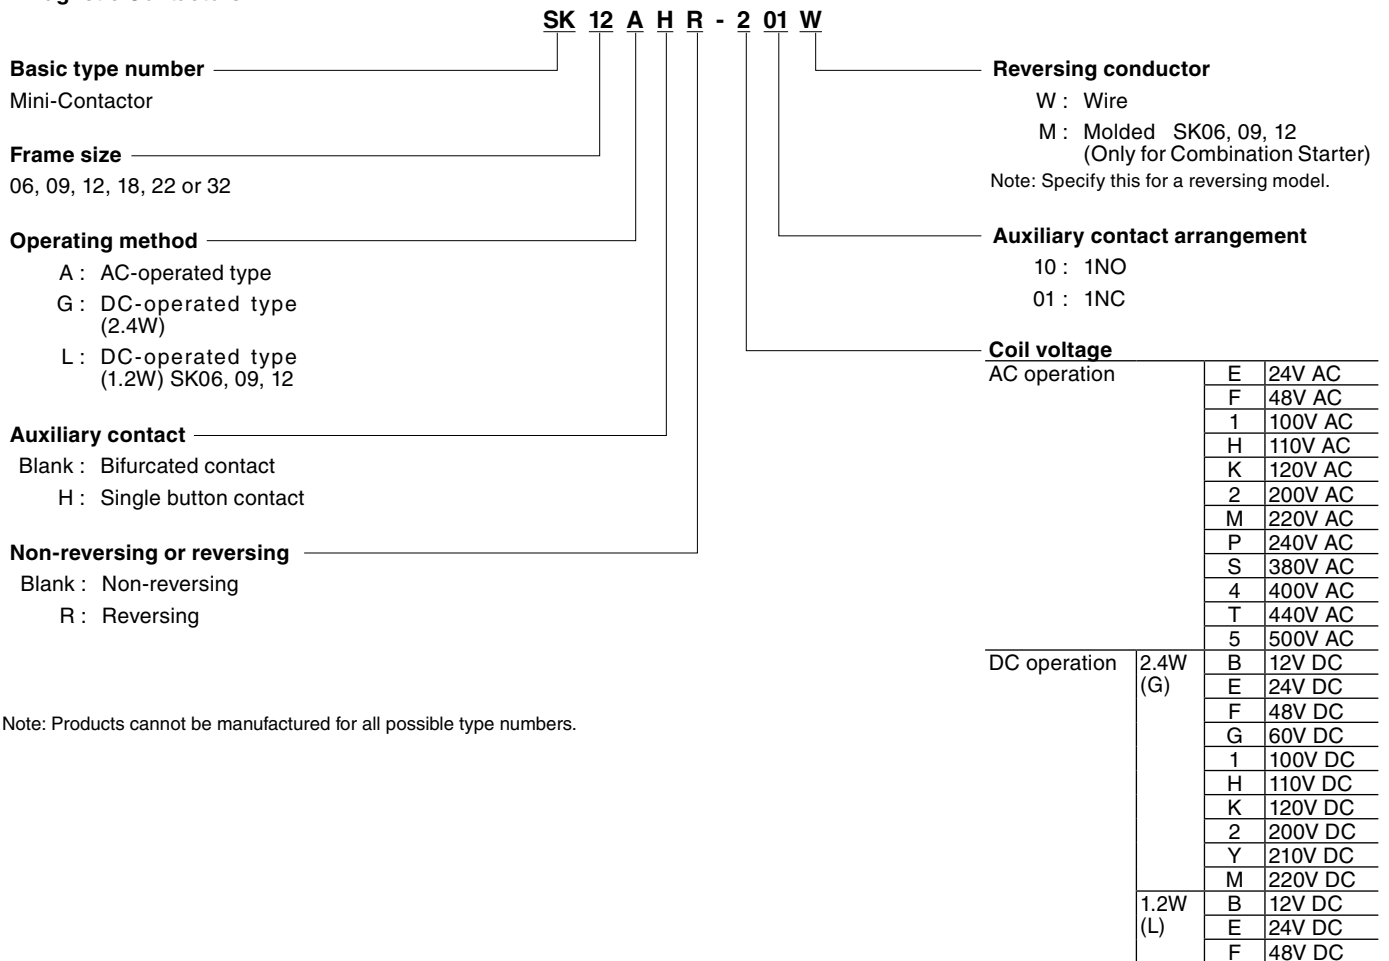 SK 12 A H R - 2 01 W
Basic type number
Mini-Contactor
Frame size
06, 09, 12, 18, 22 or 32
Operating method
A : AC-operated type
G : DC-operated type
(2.4W)
L : DC-operated type
(1.2W) SK06, 09, 12
Auxiliary contact
Blank : Bifurcated contact
H : Single button contact
Non-reversing or reversing
Blank : Non-reversing
R : Reversing
Note: Products cannot be manufactured for all possible type numbers.
Reversing conductor
W : Wire
M : Molded SK06, 09, 12
(Only for Combination Starter)
Note: Specify this for a reversing model.
Auxiliary contact arrangement
10 : 1NO
01 : 1NC
Coil voltage
AC operation E 24V AC
F 48V AC
1 100V AC
H 110V AC
K 120V AC
2 200V AC
M 220V AC
P 240V AC
S 380V AC
4 400V AC
T 440V AC
5 500V AC
DC operation 2.4W B 12V DC
(G) E 24V DC
F 48V DC
G 60V DC
1 100V DC
H 110V DC
K 120V DC
2 200V DC
Y 210V DC
M 220V DC
1.2W B 12V DC
(L) E 24V DC
F 48V DC